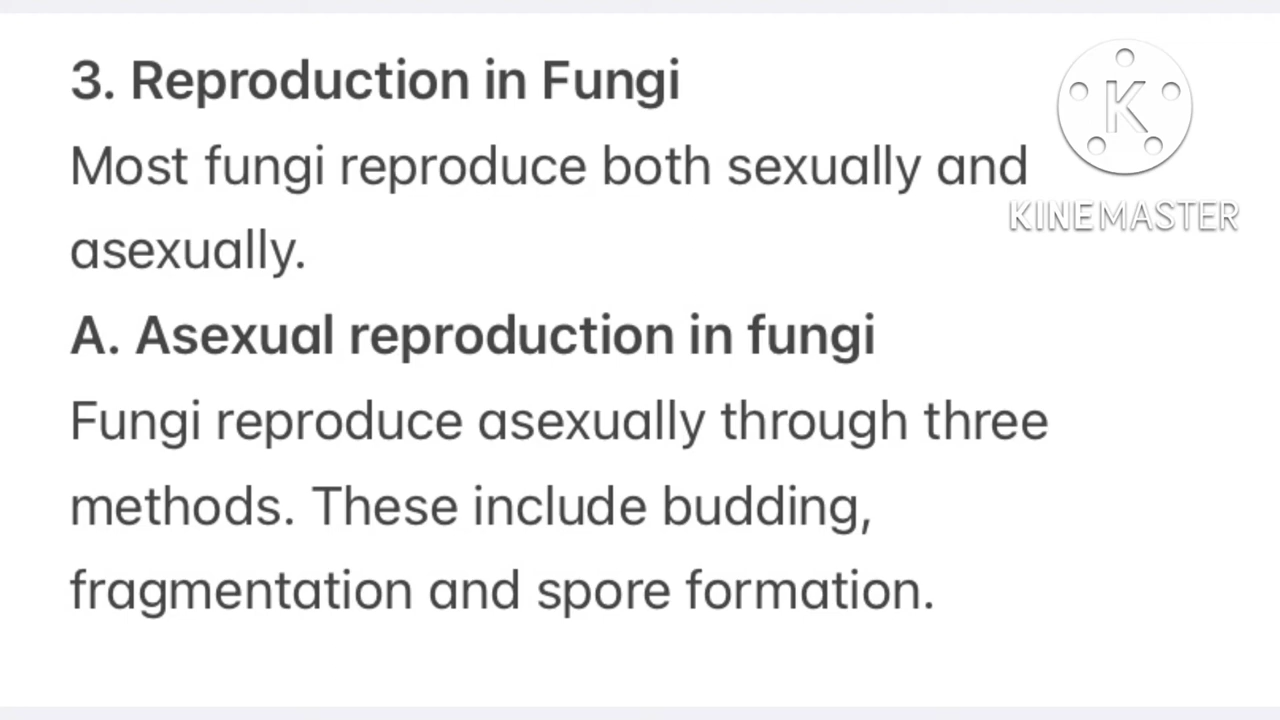 3. Reproduction in Fungi
Most fungi reproduce both sexually and
asexually.
A. Asexual reproduction in fungi
Fungi reproduce asexually through three
methods. These include budding,
fragmentation and spore formation.
K
KINEMASTER